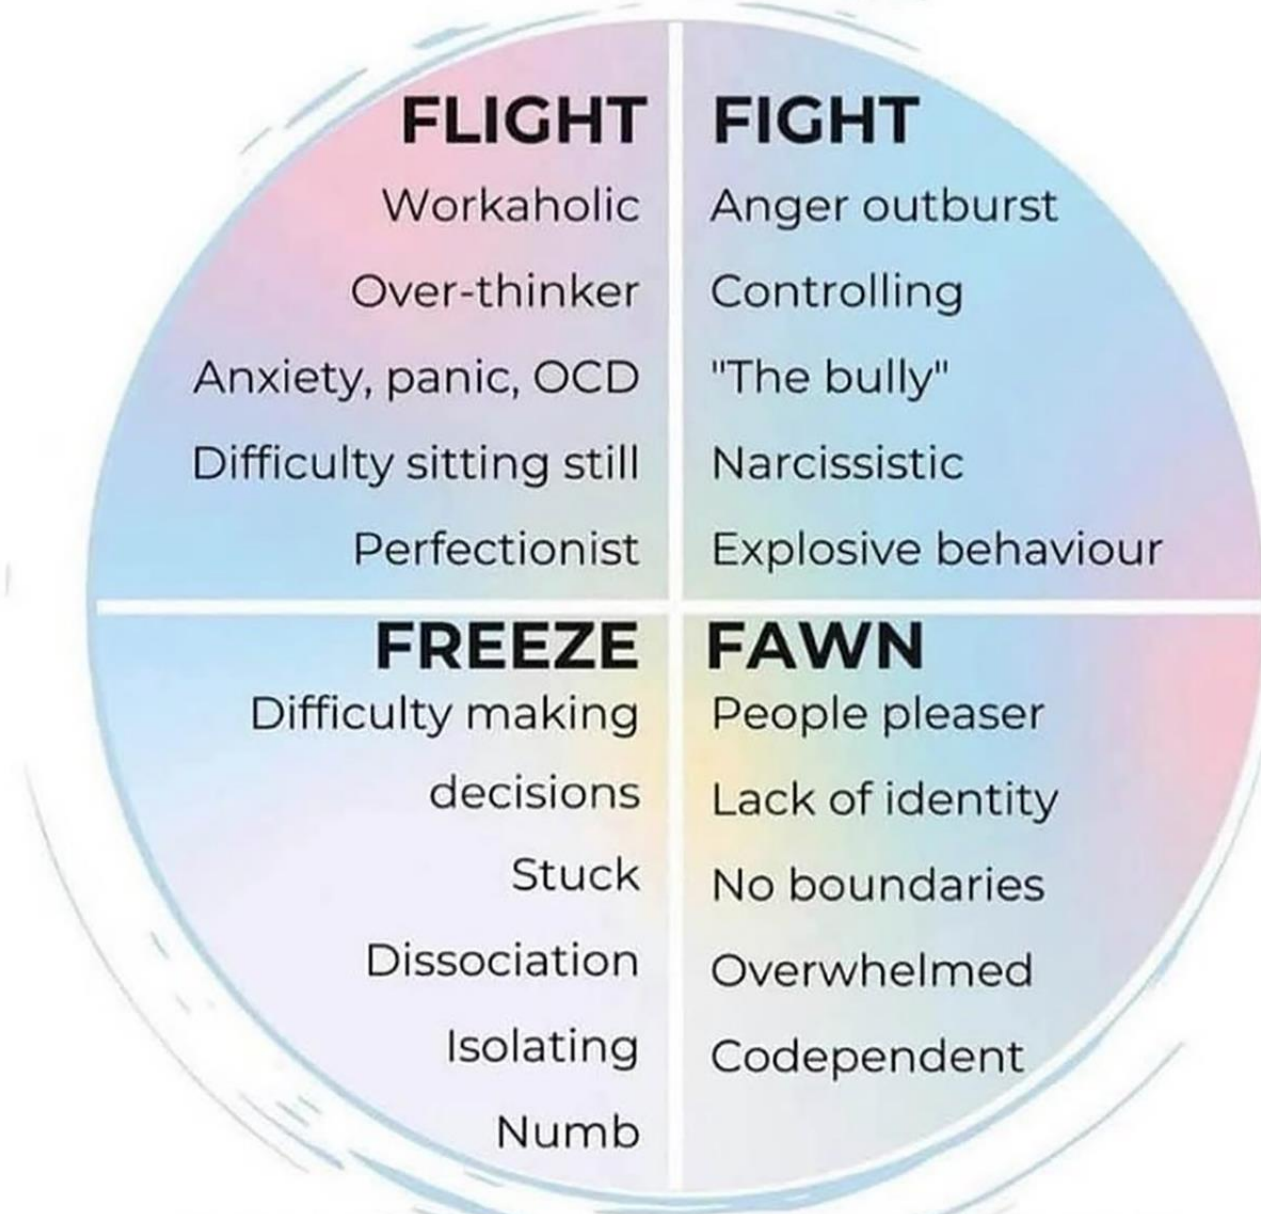 FLIGHT
Workaholic
Over-thinker
Anxiety, panic, OCD
Difficulty sitting still
Perfectionist
FIGHT
Anger outburst
Controlling
"The bully"
Narcissistic
Explosive behaviour
FREEZE
Difficulty making
decisions
Stuck
Dissociation
Isolating
Numb
FAWN
People pleaser
Lack of identity
No boundaries
Overwhelmed
Codependent